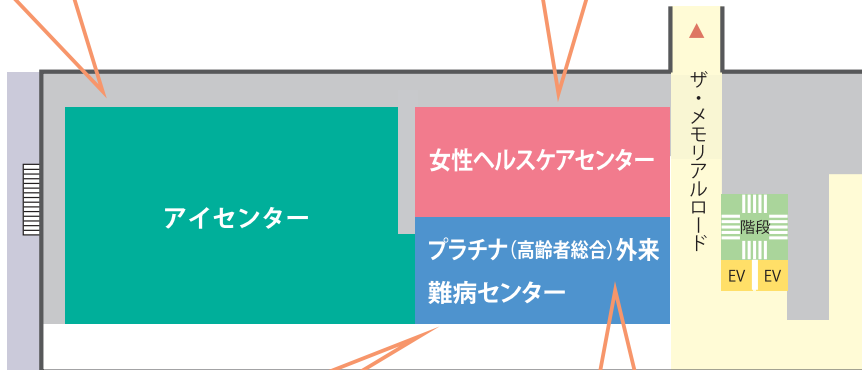 アイセンター
女性ヘルスケアセンター
プラチナ(高齢者総合)外来
難病センター
ザ・メモリアルロード
階段
EV
EV